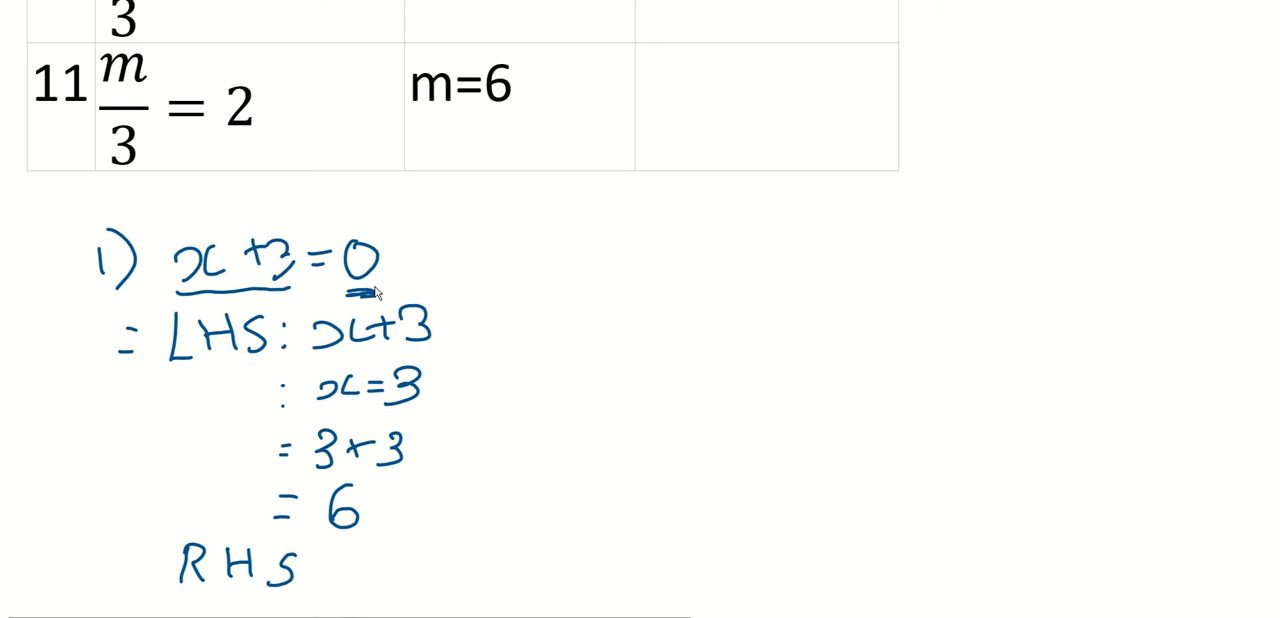 3
11 m/3 = 2 m=6
1) x+3=0
= LHS: x+3
: x=3
= 3+3
= 6
RHS